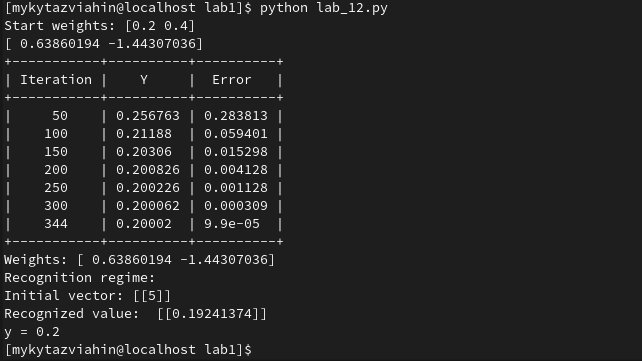 [mykytazviahin@localhost lab1]$ python lab_12.py
Start weights: [0.2 0.4]
[ 0.63860194 -1.44307036]
+-----------+----------+----------+
| Iteration |    Y     |  Error   |
+-----------+----------+----------+
|     50    | 0.256763 | 0.283813 |
|    100    | 0.21188  | 0.059401 |
|    150    | 0.20306  | 0.015298 |
|    200    | 0.200826 | 0.004128 |
|    250    | 0.200226 | 0.001128 |
|    300    | 0.200062 | 0.000309 |
|    344    | 0.20002  | 9.9e-05  |
+-----------+----------+----------+
Weights: [ 0.63860194 -1.44307036]
Recognition regime:
Initial vector: [[5]]
Recognized value:  [[0.19241374]]
y = 0.2
[mykytazviahin@localhost lab1]$